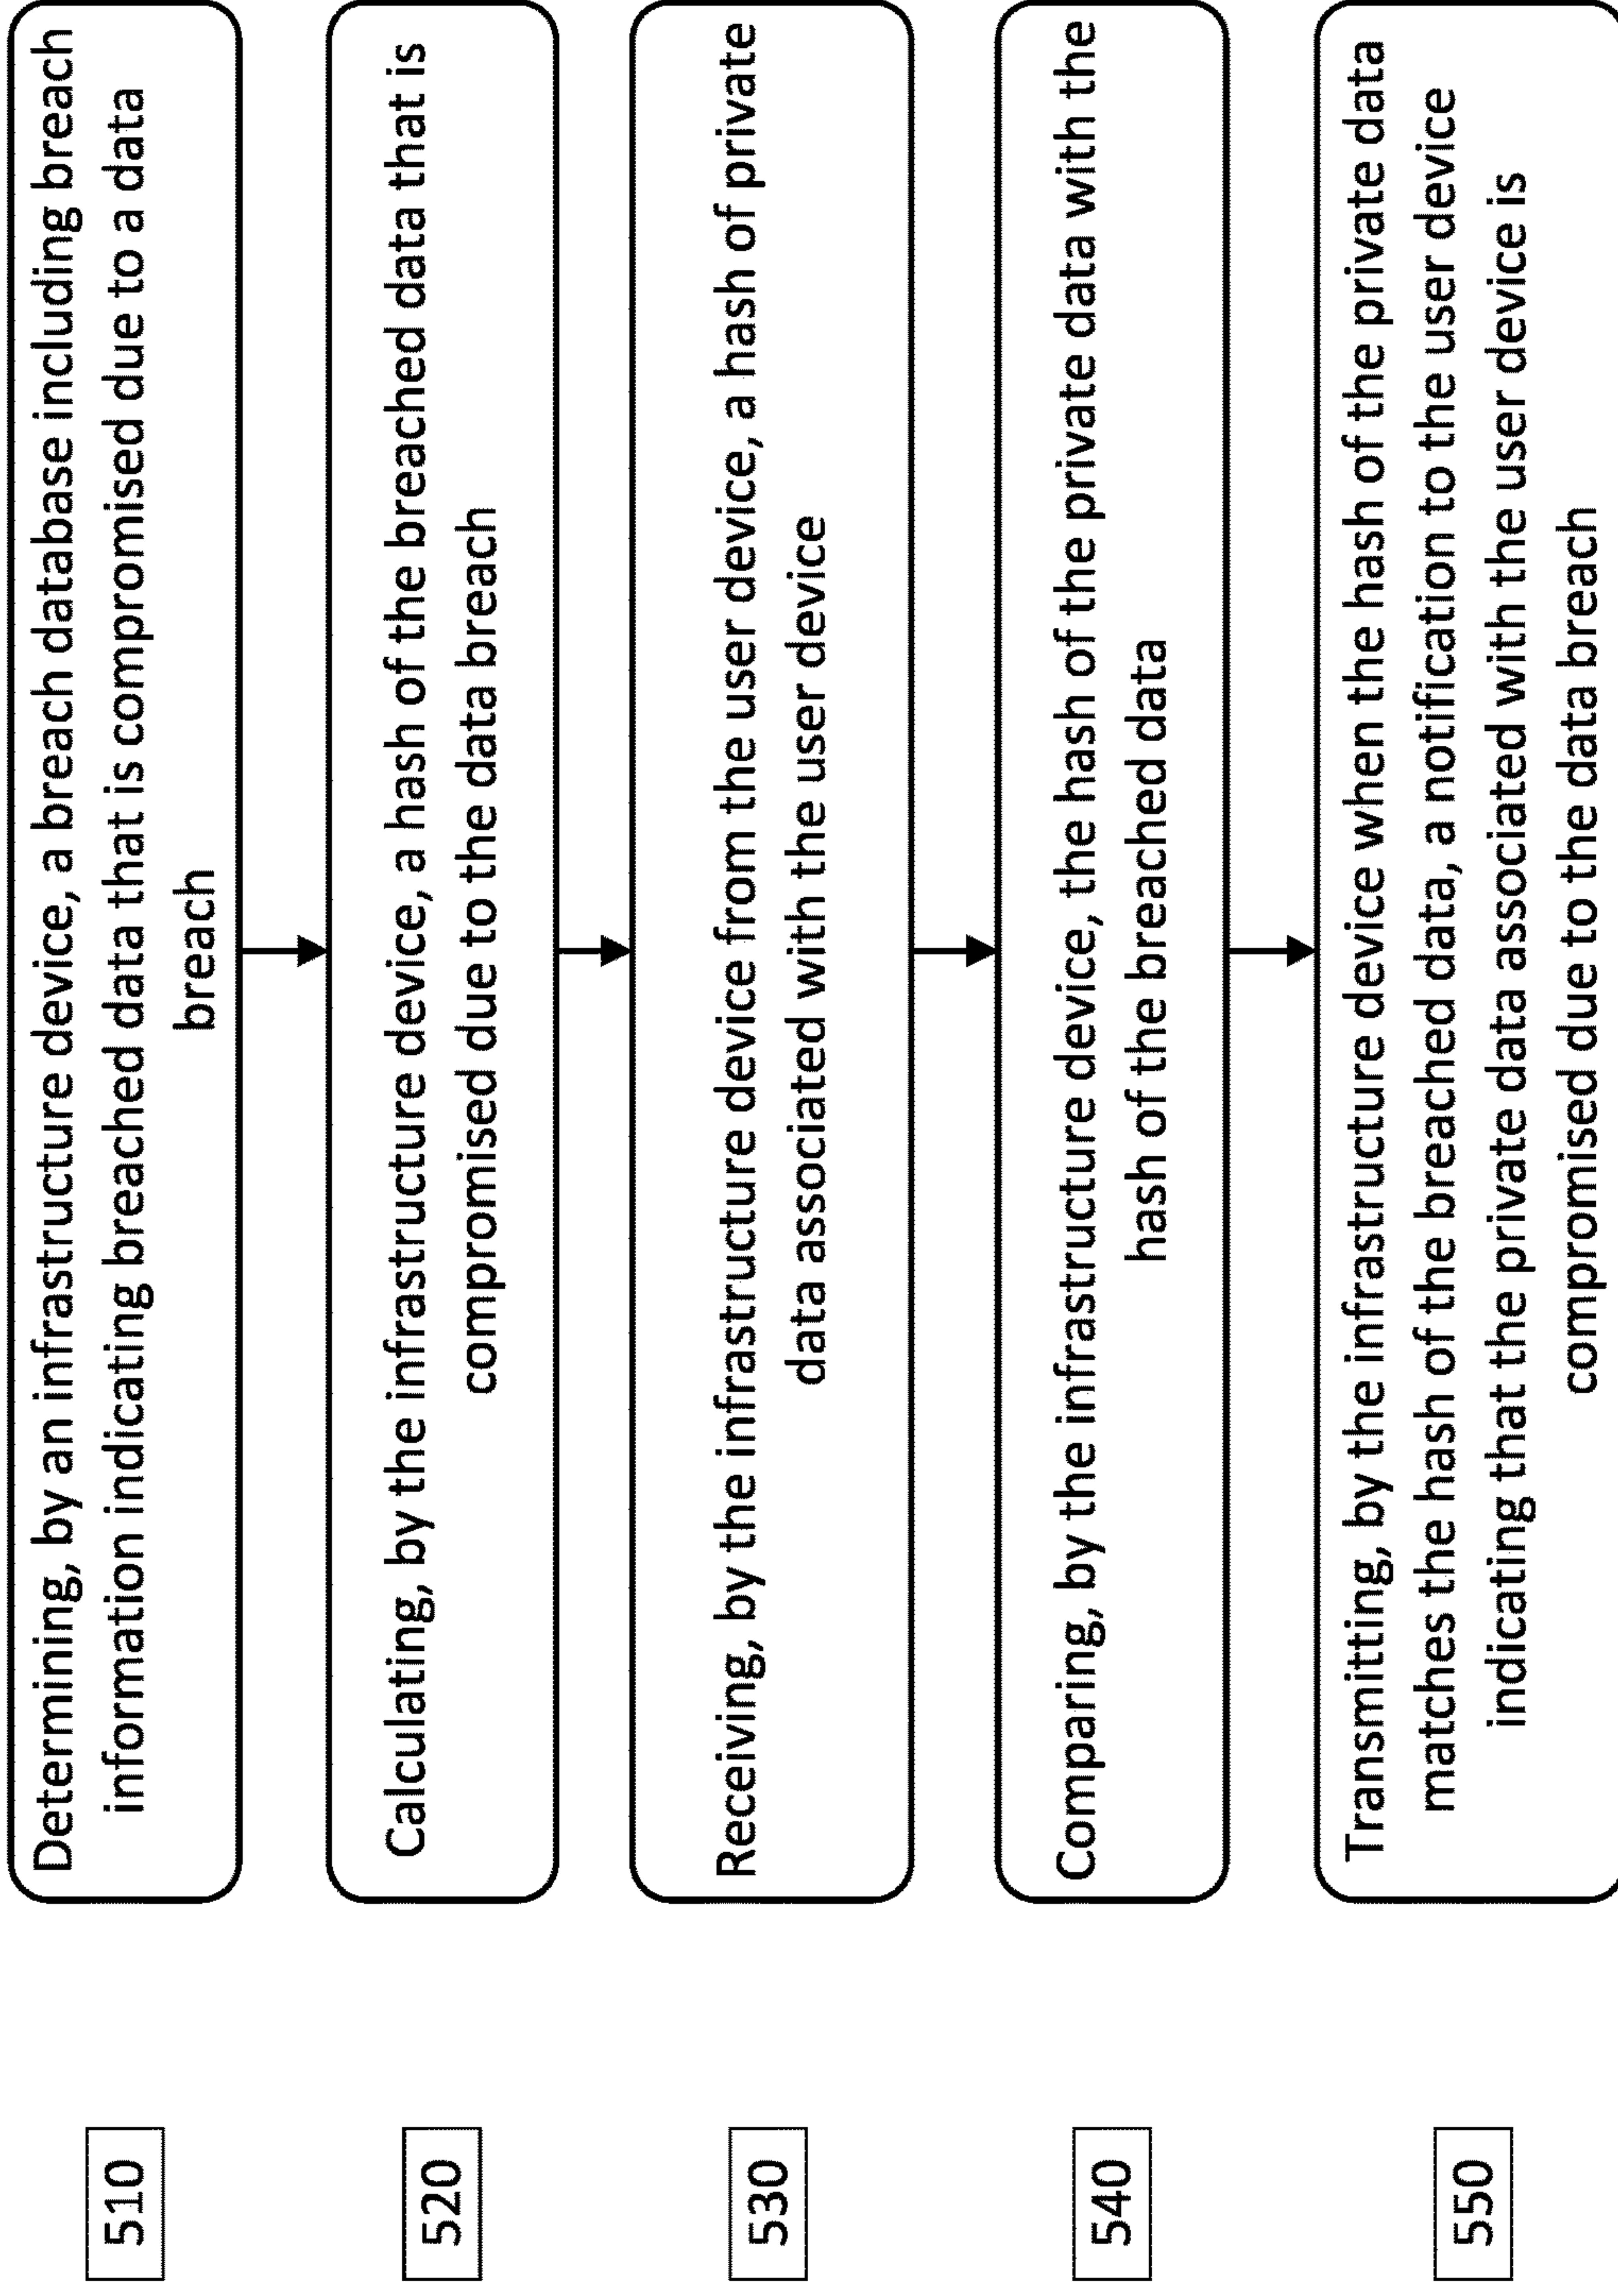 510
Determining, by an infrastructure device, a breach database including breach
information indicating breached data that is compromised due to a data
breach
520
Calculating, by the infrastructure device, a hash of the breached data that is
compromised due to the data breach
530
Receiving, by the infrastructure device from the user device, a hash of private
data associated with the user device
540
Comparing, by the infrastructure device, the hash of the private data with the
hash of the breached data
550
Transmitting, by the infrastructure device when the hash of the private data
matches the hash of the breached data, a notification to the user device
indicating that the private data associated with the user device is
compromised due to the data breach